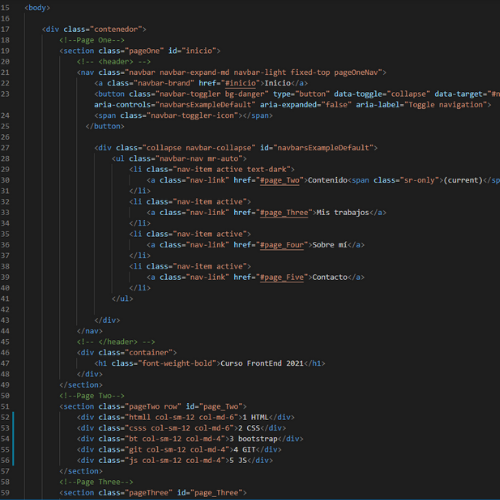 15 <body>
16
17 <div class="contenedor">
18 <!--Page One-->
19 <section class="pageOne" id="inicio">
20 <!-- <header> -->
21 <nav class="navbar navbar-expand-md navbar-light fixed-top pageOneNav">
22 <a class="navbar-brand" href="#inicio">Inicio</a>
23 <button class="navbar-toggler bg-danger" type="button" data-toggle="collapse" data-target="#n
aria-controls="navbarsExampleDefault" aria-expanded="false" aria-label="Toggle navigation">
24 <span class="navbar-toggler-icon"></span>
25 </button>
26
27 <div class="collapse navbar-collapse" id="navbarsExampleDefault">
28 <ul class="navbar-nav mr-auto">
29 <li class="nav-item active text-dark">
30 <a class="nav-link" href="#page_Two">Contenido<span class="sr-only">(current)</sp
31 </li>
32 <li class="nav-item active">
33 <a class="nav-link" href="#page_Three">Mis trabajos</a>
34 </li>
35 <li class="nav-item active">
36 <a class="nav-link" href="#page_Four">Sobre mí</a>
37 </li>
38 <li class="nav-item active">
39 <a class="nav-link" href="#page_Five">Contacto</a>
40 </li>
41 </ul>
42
43 </div>
44 </nav>
45 <!-- </header> -->
46 <div class="container">
47 <h1 class="font-weight-bold">Curso FrontEnd 2021</h1>
48 </div>
49 </section>
50 <!--Page Two-->
51 <section class="pageTwo row" id="page_Two">
52 <div class="htmll col-sm-12 col-md-6">1 HTML</div>
53 <div class="csss col-sm-12 col-md-6">2 CSS</div>
54 <div class="bt col-sm-12 col-md-4">3 bootstrap</div>
55 <div class="git col-sm-12 col-md-4">4 GIT</div>
56 <div class="js col-sm-12 col-md-4">5 JS</div>
57 </section>
58 <!--Page Three-->
59 <section class="pageThree" id="page_Three">